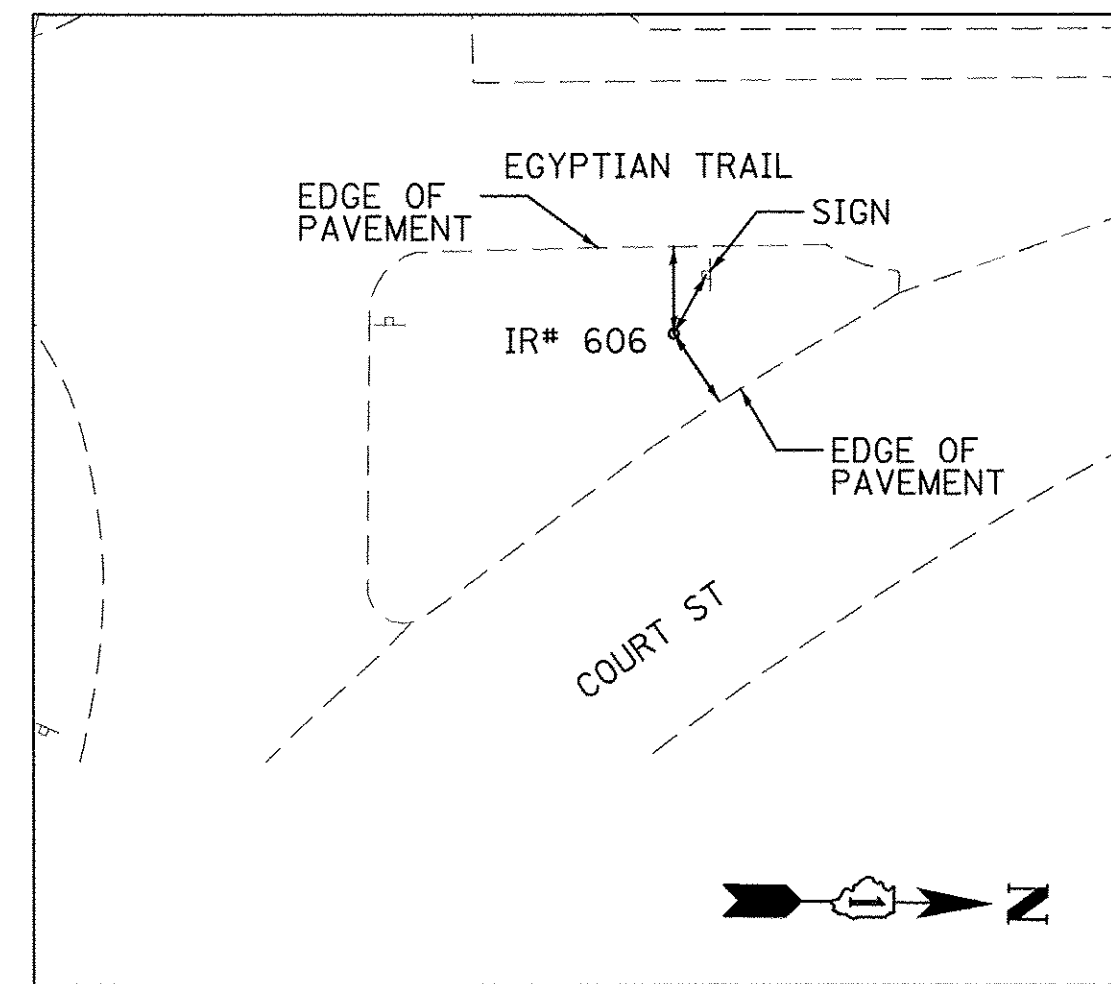 EGYPTIAN TRAIL
EDGE OF
PAVEMENT
SIGN
IR# 606
EDGE OF
PAVEMENT
COURT ST
N